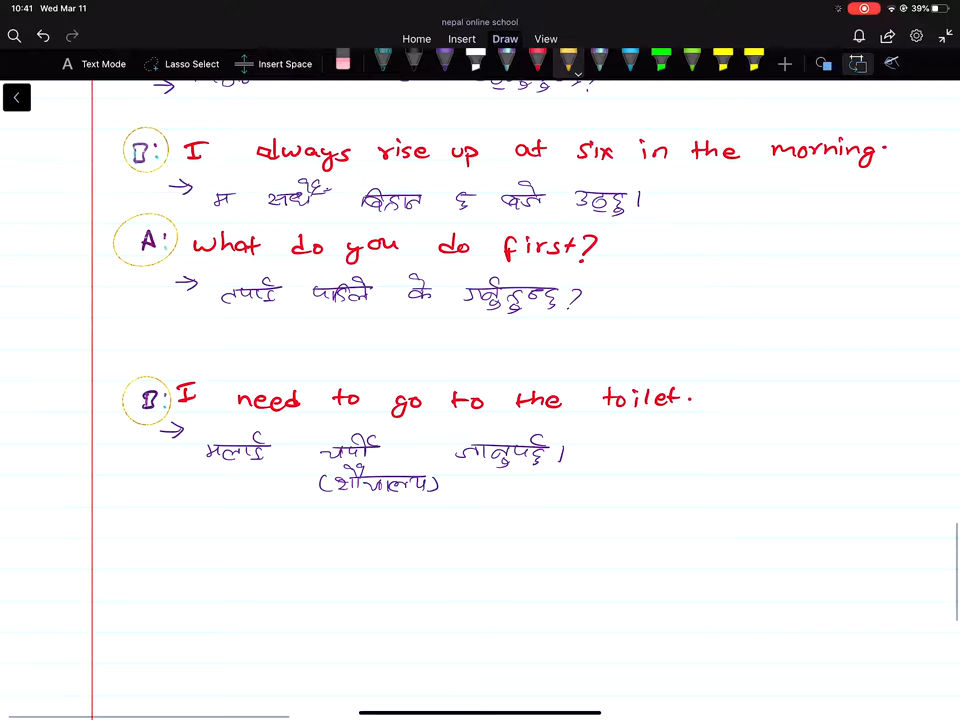 10:41 Wed Mar 11
39%
nepal online school
Home Insert Draw View
Text Mode Lasso Select Insert Space
B: I always rise up at six in the morning.
→ म सधैँ बिहान ६ बजे उठ्छु।
A: What do you do first?
→ तपाईं पहिले के गर्नुहुन्छ?
B: I need to go to the toilet.
→ मलाई चर्पी जानुपर्छ।
(शौचालय)